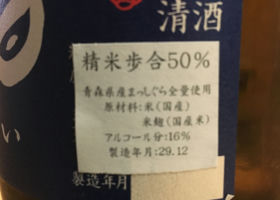 清酒
精米歩合50%
青森県産まっしぐら全量使用
原材料:米(国産)
米麹(国産米)
アルコール分:16%
製造年月:29.12
製造年月
い